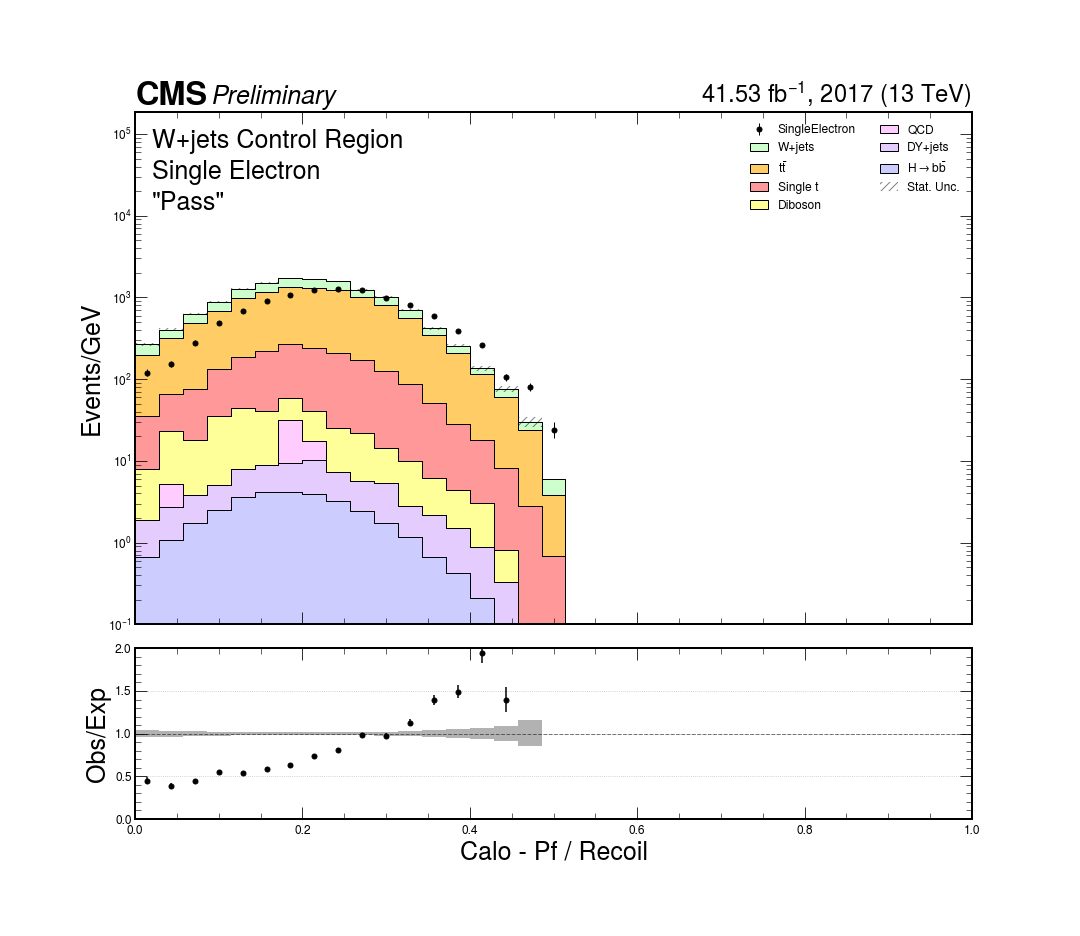 CMS Preliminary 41.53 fb⁻¹, 2017 (13 TeV)
W+jets Control Region
Single Electron
"Pass"
SingleElectron
W+jets
tt̄
Single t
Diboson
QCD
DY+jets
H→bb̄
Stat. Unc.
Events/GeV
10⁵
10⁴
10³
10²
10¹
10⁰
10⁻¹
Obs/Exp
2.0
1.5
1.0
0.5
0.0
0.0 0.2 0.4 0.6 0.8 1.0
Calo - Pf / Recoil